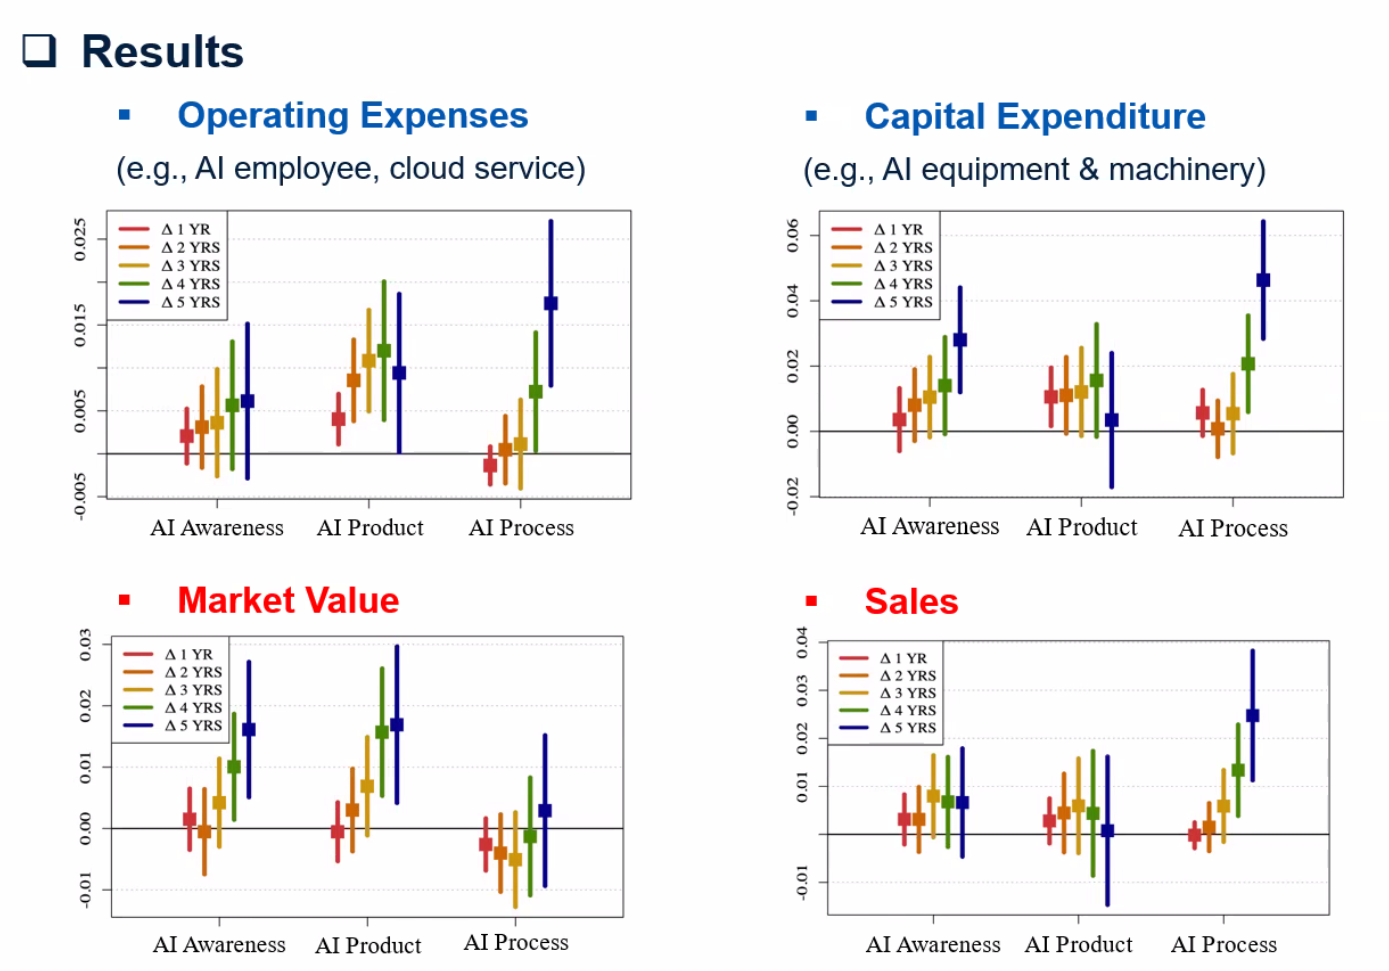 ❑ Results
▪ Operating Expenses
(e.g., AI employee, cloud service)
0.025
0.015
0.005
-0.005
Δ 1 YR
Δ 2 YRS
Δ 3 YRS
Δ 4 YRS
Δ 5 YRS
AI Awareness AI Product AI Process
▪ Capital Expenditure
(e.g., AI equipment & machinery)
0.06
0.04
0.02
0.00
-0.02
Δ 1 YR
Δ 2 YRS
Δ 3 YRS
Δ 4 YRS
Δ 5 YRS
AI Awareness AI Product AI Process
▪ Market Value
0.03
0.02
0.01
0.00
-0.01
Δ 1 YR
Δ 2 YRS
Δ 3 YRS
Δ 4 YRS
Δ 5 YRS
AI Awareness AI Product AI Process
▪ Sales
0.04
0.03
0.02
0.01
-0.01
Δ 1 YR
Δ 2 YRS
Δ 3 YRS
Δ 4 YRS
Δ 5 YRS
AI Awareness AI Product AI Process